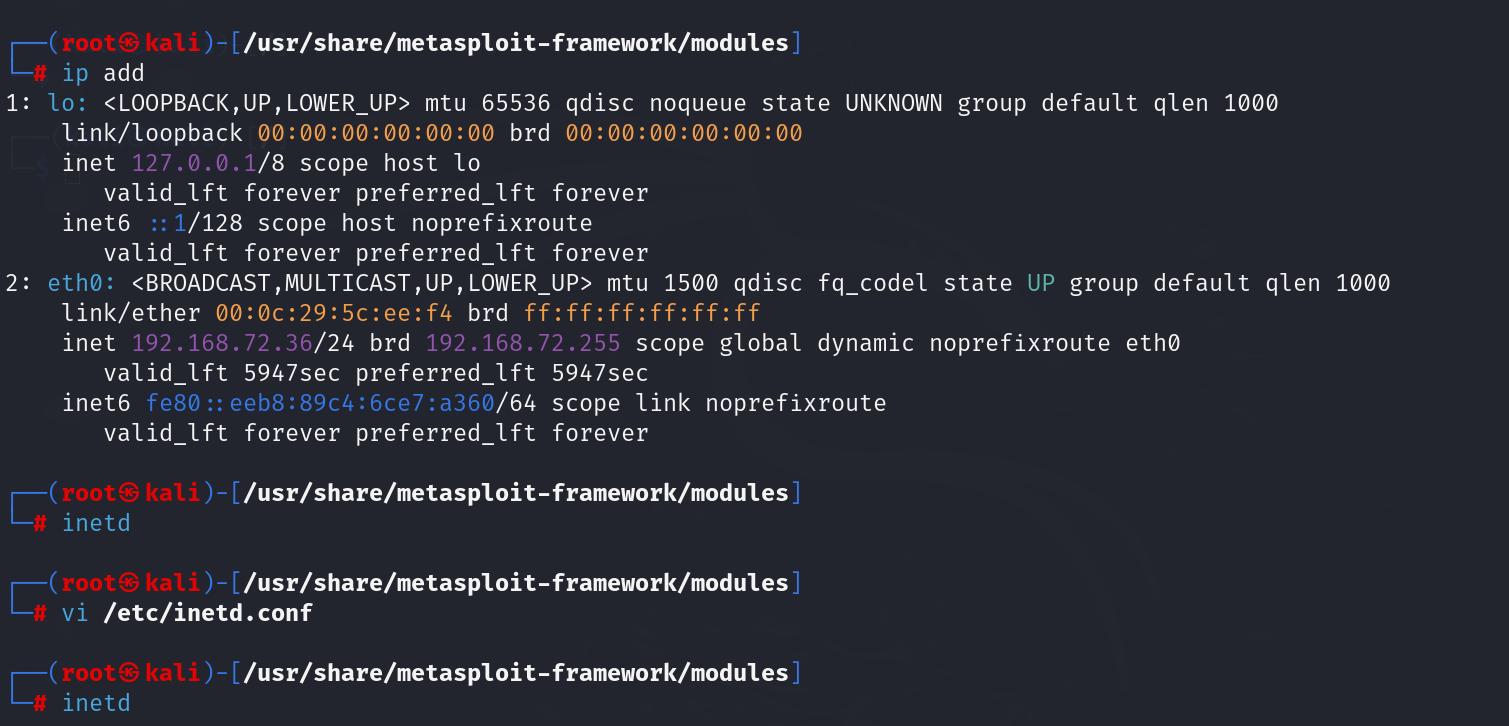 ┌──(root㉿kali)-[/usr/share/metasploit-framework/modules]
└─# ip add
1: lo: <LOOPBACK,UP,LOWER_UP> mtu 65536 qdisc noqueue state UNKNOWN group default qlen 1000
    link/loopback 00:00:00:00:00:00 brd 00:00:00:00:00:00
    inet 127.0.0.1/8 scope host lo
       valid_lft forever preferred_lft forever
    inet6 ::1/128 scope host noprefixroute
       valid_lft forever preferred_lft forever
2: eth0: <BROADCAST,MULTICAST,UP,LOWER_UP> mtu 1500 qdisc fq_codel state UP group default qlen 1000
    link/ether 00:0c:29:5c:ee:f4 brd ff:ff:ff:ff:ff:ff
    inet 192.168.72.36/24 brd 192.168.72.255 scope global dynamic noprefixroute eth0
       valid_lft 5947sec preferred_lft 5947sec
    inet6 fe80::eeb8:89c4:6ce7:a360/64 scope link noprefixroute
       valid_lft forever preferred_lft forever
┌──(root㉿kali)-[/usr/share/metasploit-framework/modules]
└─# inetd
┌──(root㉿kali)-[/usr/share/metasploit-framework/modules]
└─# vi /etc/inetd.conf
┌──(root㉿kali)-[/usr/share/metasploit-framework/modules]
└─# inetd